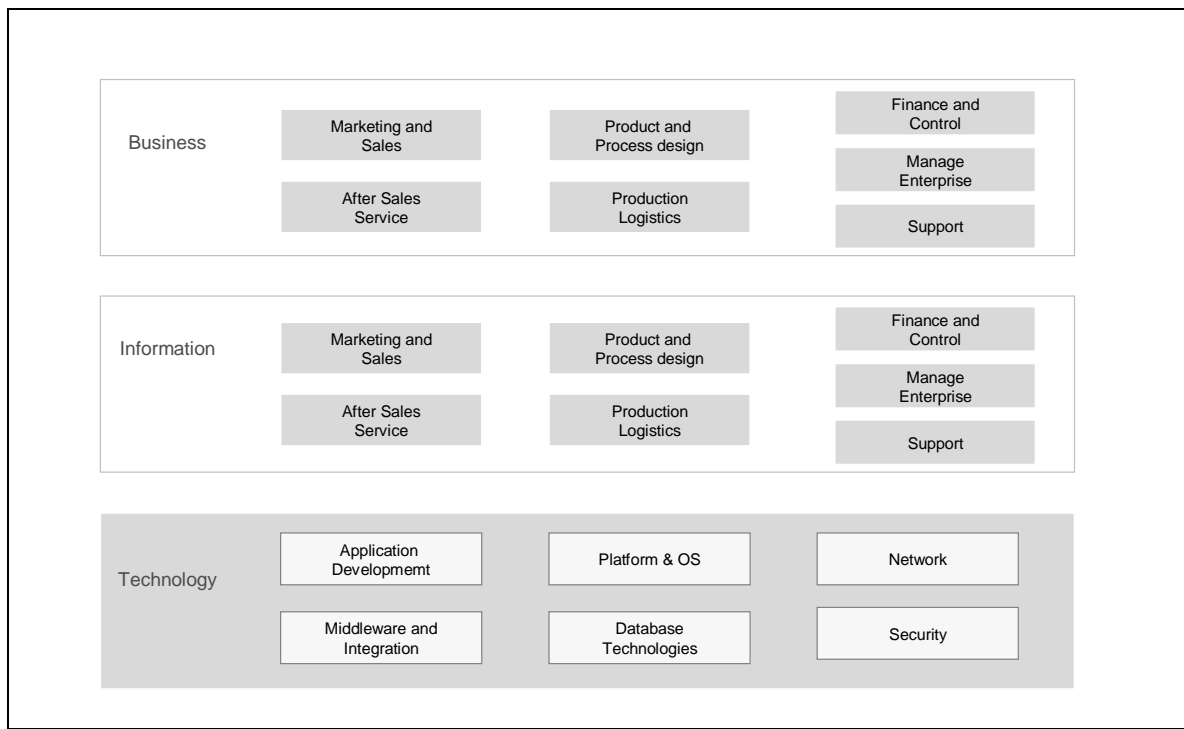 Business
Marketing and
Sales
Product and
Process design
Finance and
Control
After Sales
Service
Production
Logistics
Manage
Enterprise
Support
Information
Marketing and
Sales
Product and
Process design
Finance and
Control
After Sales
Service
Production
Logistics
Manage
Enterprise
Support
Technology
Application
Developmemt
Platform & OS
Network
Middleware and
Integration
Database
Technologies
Security